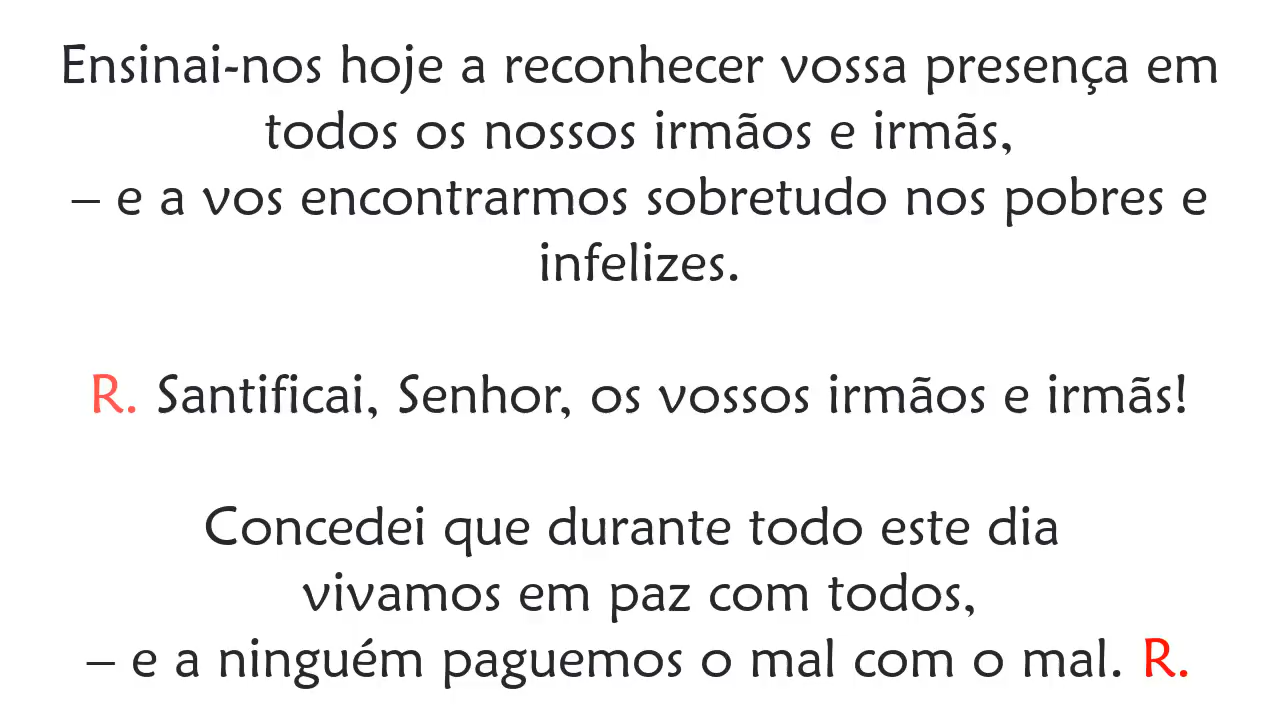 Ensinai-nos hoje a reconhecer vossa presença em
todos os nossos irmãos e irmãs,
– e a vos encontrarmos sobretudo nos pobres e
infelizes.
R. Santificai, Senhor, os vossos irmãos e irmãs!
Concedei que durante todo este dia
vivamos em paz com todos,
– e a ninguém paguemos o mal com o mal. R.